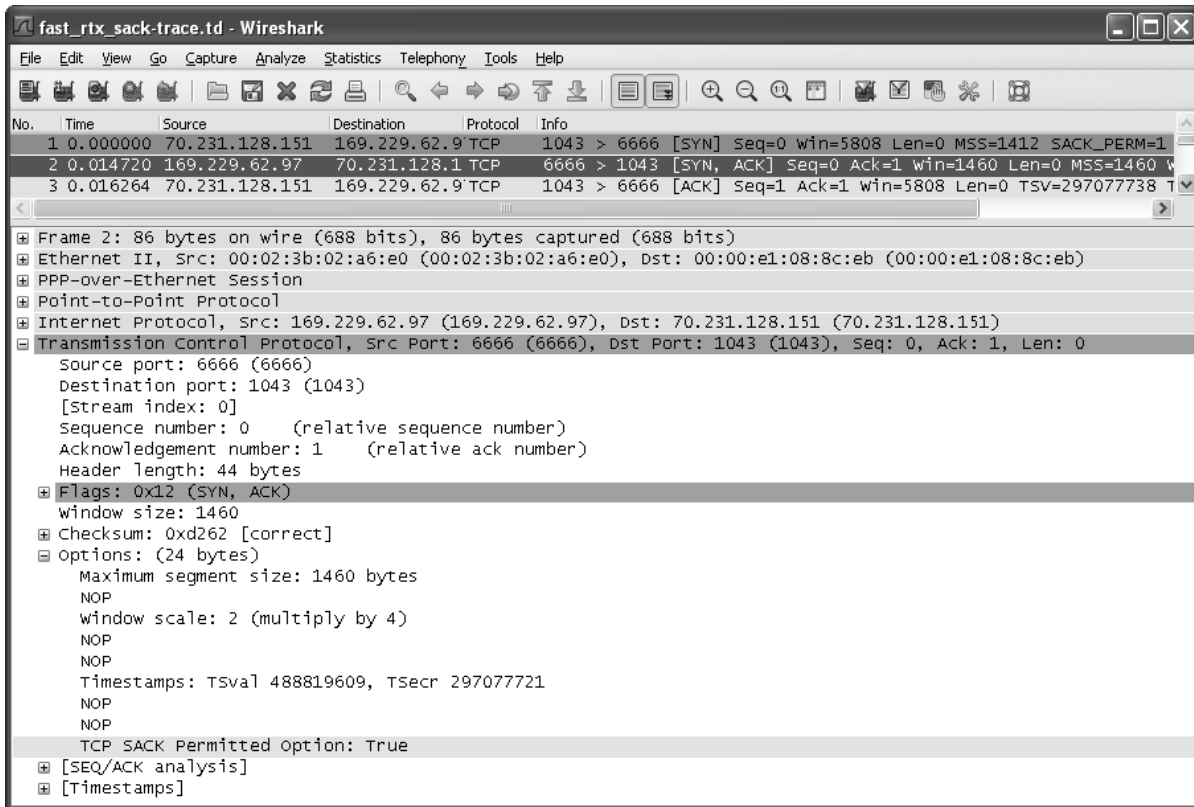 fast_rtx_sack-trace.td - Wireshark
File Edit View Go Capture Analyze Statistics Telephony Tools Help
No. Time Source Destination Protocol Info
1 0.000000 70.231.128.151 169.229.62.9 TCP 1043 > 6666 [SYN] Seq=0 Win=5808 Len=0 MSS=1412 SACK_PERM=1
2 0.014720 169.229.62.97 70.231.128.1 TCP 6666 > 1043 [SYN, ACK] Seq=0 Ack=1 Win=1460 Len=0 MSS=1460
3 0.016264 70.231.128.151 169.229.62.9 TCP 1043 > 6666 [ACK] Seq=1 Ack=1 Win=5808 Len=0 TSV=297077738 T
Frame 2: 86 bytes on wire (688 bits), 86 bytes captured (688 bits)
Ethernet II, Src: 00:02:3b:02:a6:e0 (00:02:3b:02:a6:e0), Dst: 00:00:e1:08:8c:eb (00:00:e1:08:8c:eb)
PPP-over-Ethernet Session
Point-to-Point Protocol
Internet Protocol, Src: 169.229.62.97 (169.229.62.97), Dst: 70.231.128.151 (70.231.128.151)
Transmission Control Protocol, Src Port: 6666 (6666), Dst Port: 1043 (1043), Seq: 0, Ack: 1, Len: 0
Source port: 6666 (6666)
Destination port: 1043 (1043)
[Stream index: 0]
Sequence number: 0 (relative sequence number)
Acknowledgement number: 1 (relative ack number)
Header length: 44 bytes
Flags: 0x12 (SYN, ACK)
Window size: 1460
Checksum: 0xd262 [correct]
Options: (24 bytes)
Maximum segment size: 1460 bytes
NOP
Window scale: 2 (multiply by 4)
NOP
NOP
Timestamps: TSval 488819609, TSecr 297077721
NOP
NOP
TCP SACK Permitted Option: True
[SEQ/ACK analysis]
[Timestamps]